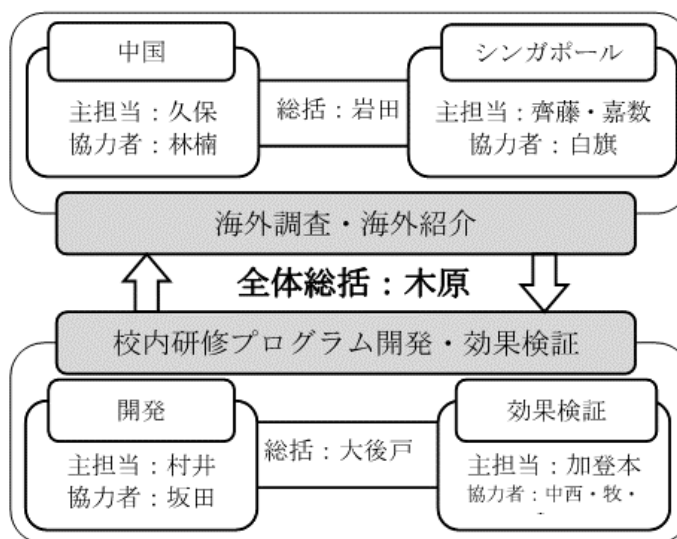 中国
シンガポール
主担当：久保
協力者：林楠
総括：岩田
主担当：齊藤・嘉数
協力者：白旗
海外調査・海外紹介
全体総括：木原
校内研修プログラム開発・効果検証
開発
効果検証
主担当：村井
協力者：坂田
総括：大後戸
主担当：加登本
協力者：中西・牧・